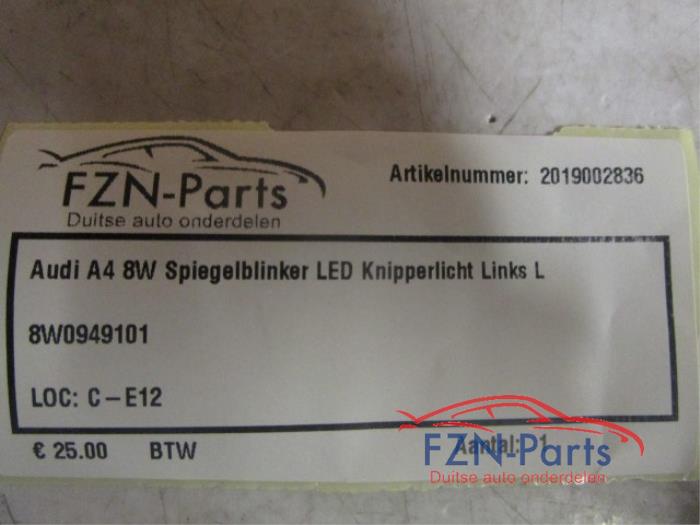 FZN-Parts
Duitse auto onderdelen
Artikelnummer: 2019002836
Audi A4 8W Spiegelblinker LED Knipperlicht Links L
8W0949101
LOC: C-E12
€ 25.00 BTW
Aantal: 1
FZN-Parts
Duitse auto onderdelen